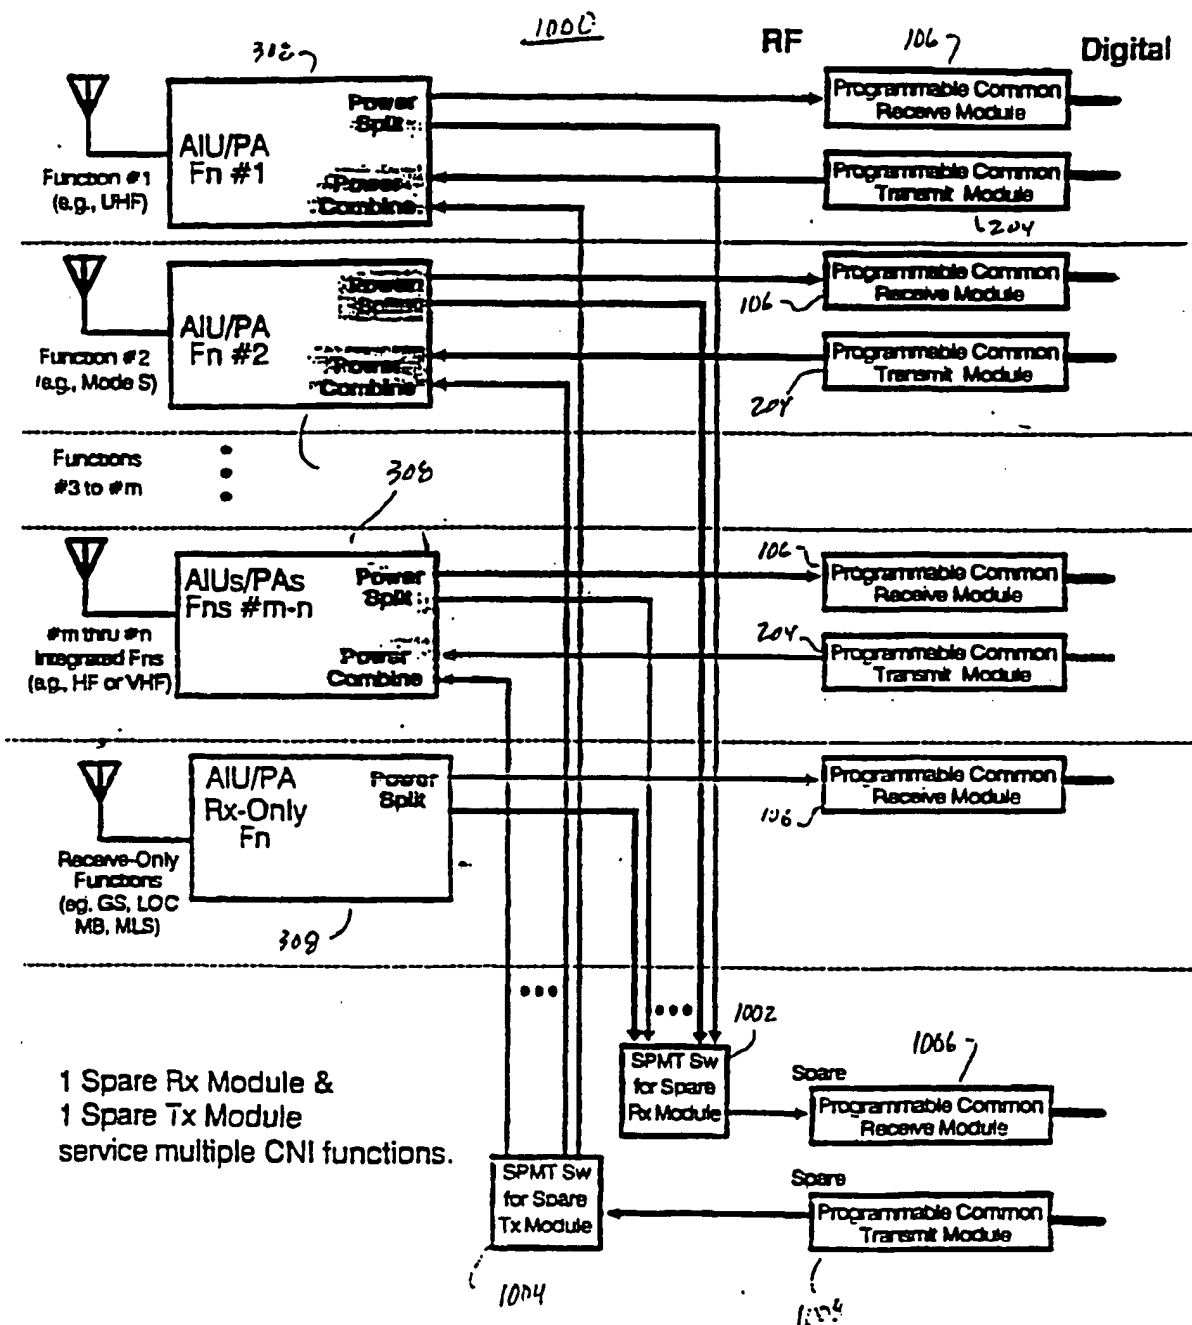 1000
RF
Digital
308
106
Power
Split
AIU/PA
Fn #1
Power
Combine
Function #1
(e.g., UHF)
Programmable Common
Receive Module
Programmable Common
Transmit Module
204
Power
Split
AIU/PA
Fn #2
Power
Combine
Function #2
(e.g., Mode S)
Programmable Common
Receive Module
106
Programmable Common
Transmit Module
204
Functions
#3 to #m
308
AIUs/PAs
Fns #m-n
Power
Split
Power
Combine
#m thru #n
Integrated Fns
(e.g., HF or VHF)
106
Programmable Common
Receive Module
204
Programmable Common
Transmit Module
AIU/PA
Rx-Only
Fn
Power
Split
Receive-Only
Functions
(eg. GS, LOC
MB, MLS)
308
Programmable Common
Receive Module
106
1002
SPMT Sw
for Spare
Rx Module
1006
Spare
Programmable Common
Receive Module
1 Spare Rx Module &
1 Spare Tx Module
service multiple CNI functions.
SPMT Sw
for Spare
Tx Module
1004
Spare
Programmable Common
Transmit Module